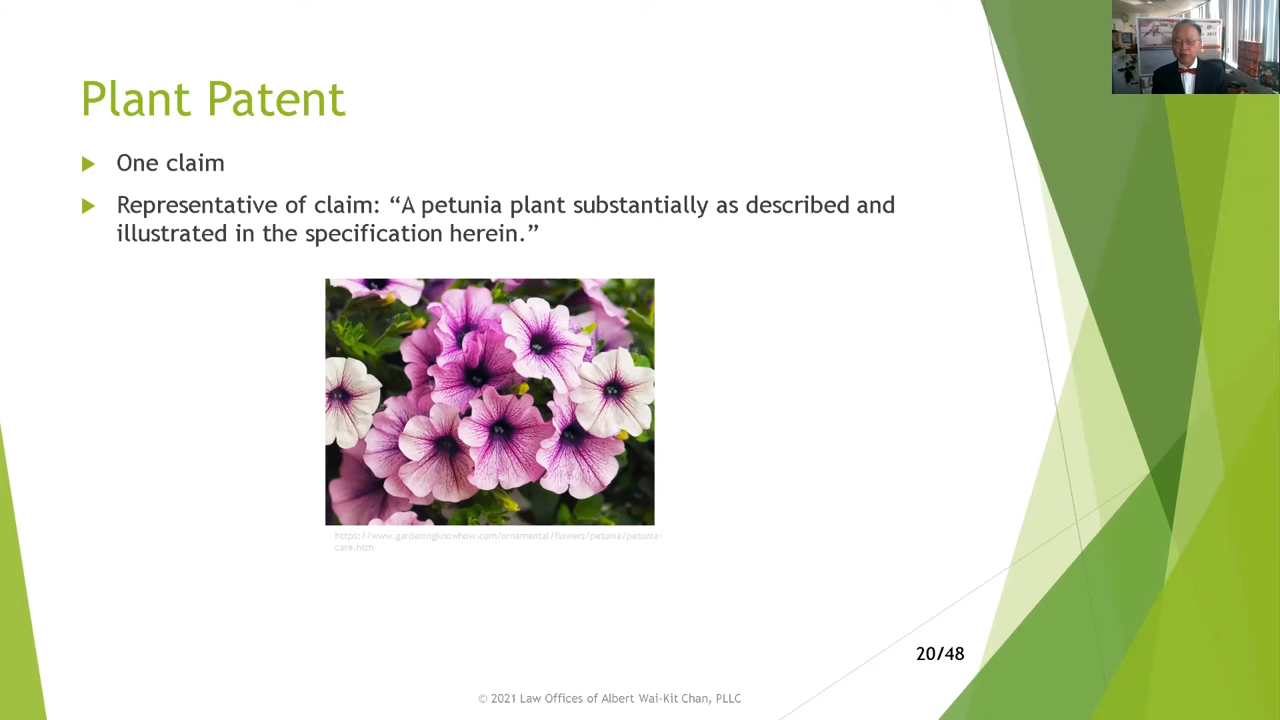 Plant Patent
One claim
Representative of claim: “A petunia plant substantially as described and
illustrated in the specification herein.”
https://www.gardeningknowhow.com/ornamental/flowers/petunia/petunia-
care.htm
20/48
© 2021 Law Offices of Albert Wai-Kit Chan, PLLC